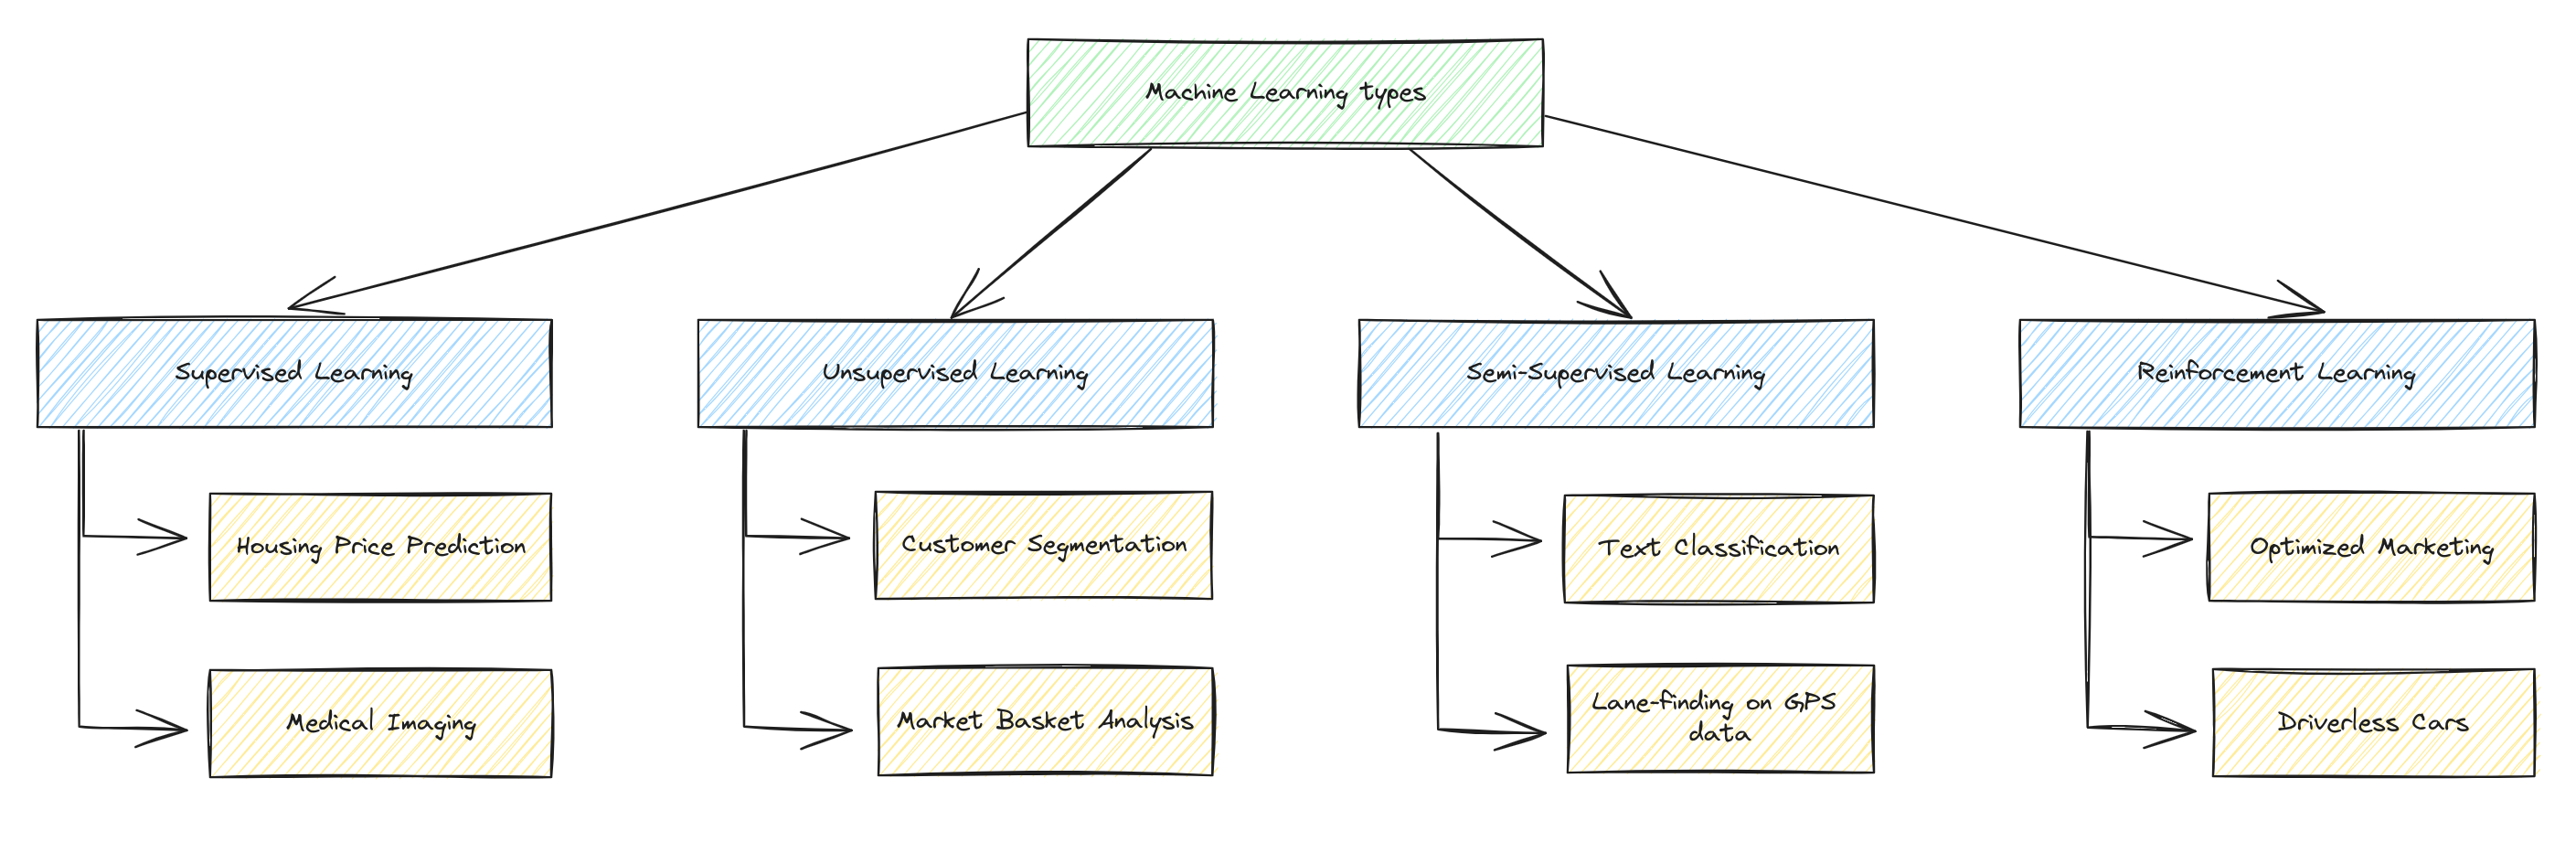 Machine Learning types
Supervised Learning
Unsupervised Learning
Semi-Supervised Learning
Reinforcement Learning
Housing Price Prediction
Customer Segmentation
Text Classification
Optimized Marketing
Medical Imaging
Market Basket Analysis
Lane-finding on GPS
data
Driverless Cars